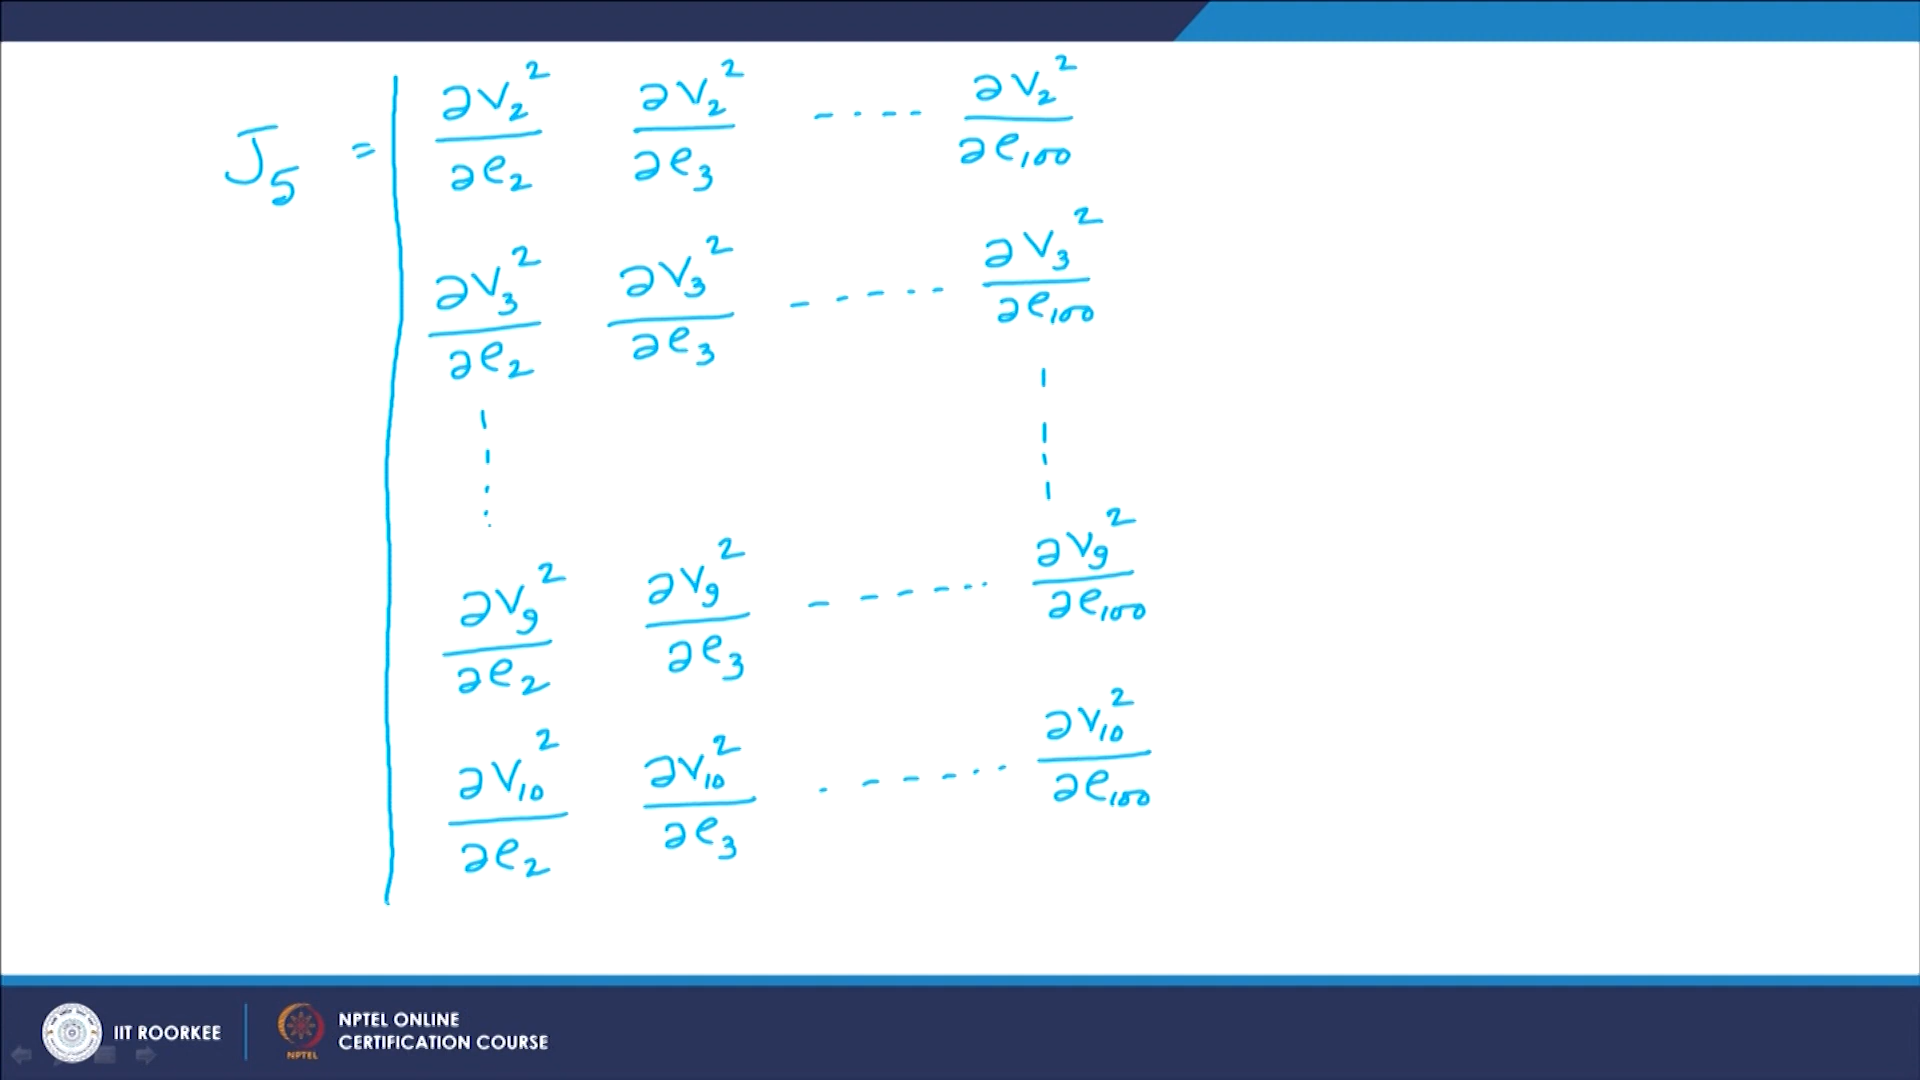 J₅ = | ∂V₂²/∂e₂ ∂V₂²/∂e₃ ---- ∂V₂²/∂e₁₀₀
∂V₃²/∂e₂ ∂V₃²/∂e₃ ----- ∂V₃²/∂e₁₀₀
∂V₉²/∂e₂ ∂V₉²/∂e₃ ------ ∂V₉²/∂e₁₀₀
∂V₁₀²/∂e₂ ∂V₁₀²/∂e₃ ------ ∂V₁₀²/∂e₁₀₀
IIT ROORKEE
NPTEL
NPTEL ONLINE
CERTIFICATION COURSE